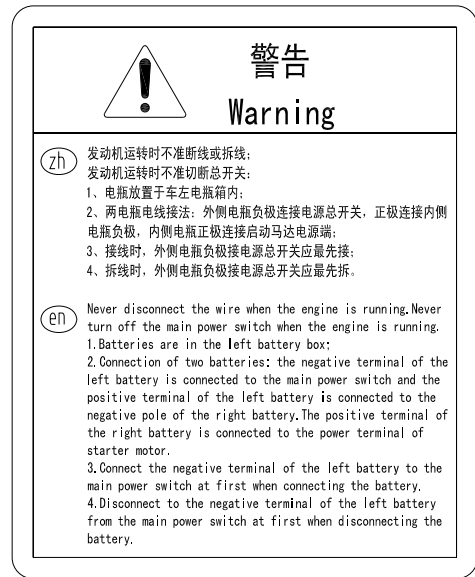 警告
Warning
zh
发动机运转时不准断线或拆线;
发动机运转时不准切断总开关;
1、电瓶放置于车左电瓶箱内;
2、两电瓶电线接法: 外侧电瓶负极连接电源总开关, 正极连接内侧
电瓶负极, 内侧电瓶正极连接启动马达电源端;
3、接线时, 外侧电瓶负极接电源总开关应最先接;
4、拆线时, 外侧电瓶负极接电源总开关应最先拆。
en
Never disconnect the wire when the engine is running.Never
turn off the main power switch when the engine is running.
1.Batteries are in the left battery box;
2.Connection of two batteries: the negative terminal of the
left battery is connected to the main power switch and the
positive terminal of the left battery is connected to the
negative pole of the right battery.The positive terminal of
the right battery is connected to the power terminal of
starter motor.
3.Connect the negative terminal of the left battery to the
main power switch at first when connecting the battery.
4.Disconnect to the negative terminal of the left battery
from the main power switch at first when disconnecting the
battery.